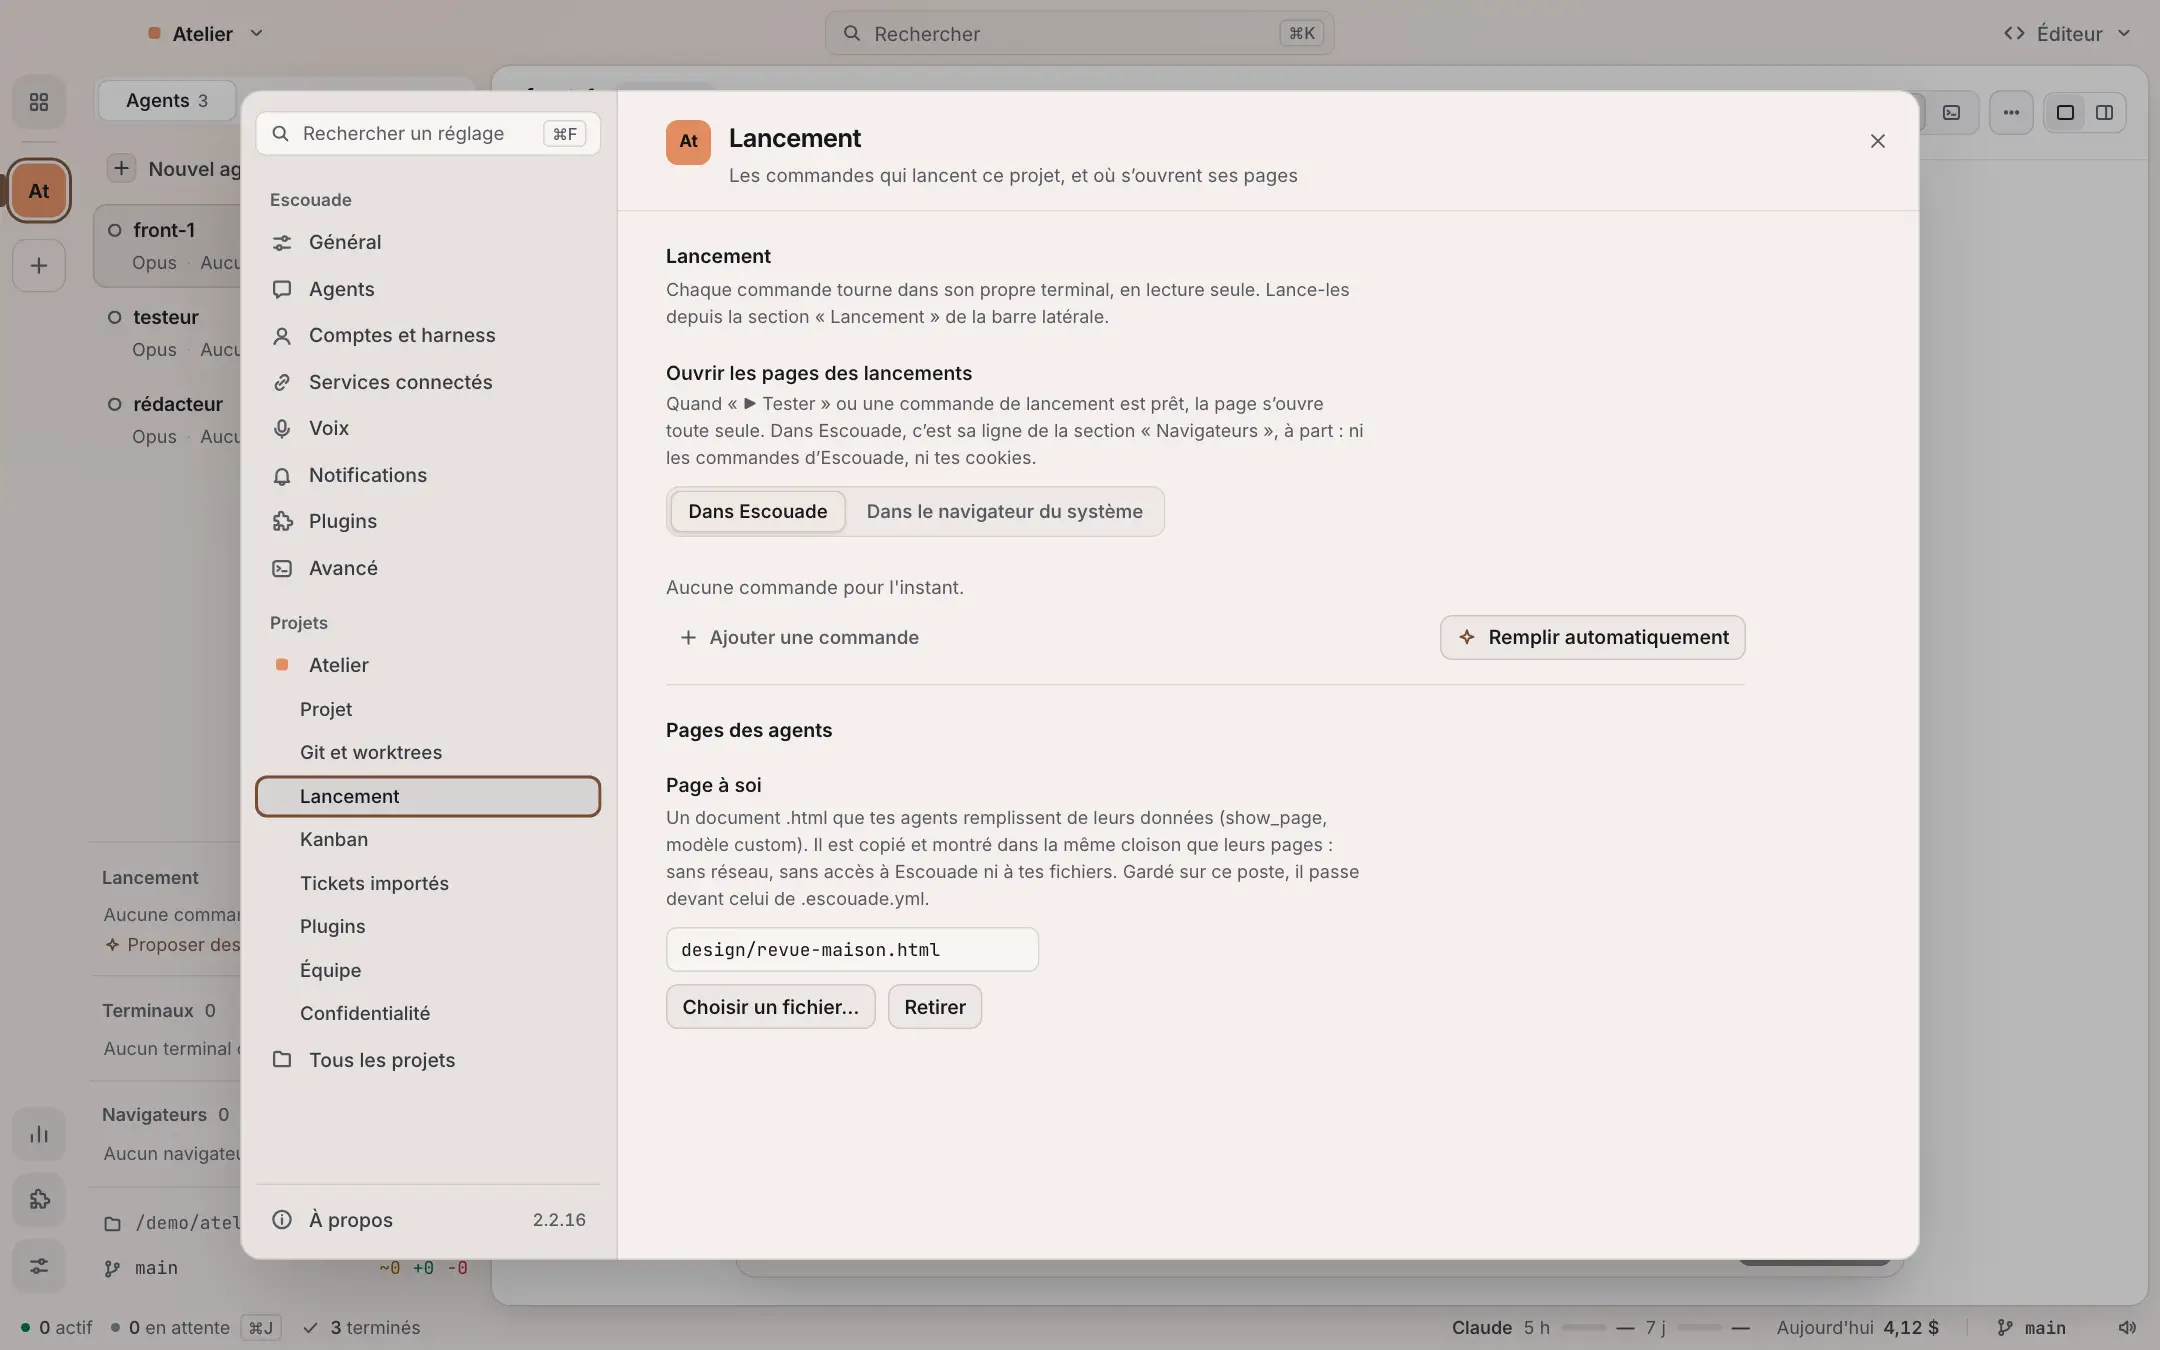 Atelier
Rechercher
⌘K
Éditeur
Agents 3
Nouvel ag
At
front-1
Opus · Aucu
testeur
Opus · Aucu
rédacteur
Opus · Aucu
Lancement
Aucune comman
Proposer des
Terminaux 0
Aucun terminal
Navigateurs 0
Aucun navigateu
/demo/atel
main
~0 +0 -0
Rechercher un réglage
⌘F
Escouade
Général
Agents
Comptes et harness
Services connectés
Voix
Notifications
Plugins
Avancé
Projets
Atelier
Projet
Git et worktrees
Lancement
Kanban
Tickets importés
Plugins
Équipe
Confidentialité
Tous les projets
À propos
2.2.16
At
Lancement
Les commandes qui lancent ce projet, et où s’ouvrent ses pages
Lancement
Chaque commande tourne dans son propre terminal, en lecture seule. Lance-les
depuis la section « Lancement » de la barre latérale.
Ouvrir les pages des lancements
Quand « ▶ Tester » ou une commande de lancement est prêt, la page s’ouvre
toute seule. Dans Escouade, c’est sa ligne de la section « Navigateurs », à part : ni
les commandes d’Escouade, ni tes cookies.
Dans Escouade
Dans le navigateur du système
Aucune commande pour l'instant.
Ajouter une commande
Remplir automatiquement
Pages des agents
Page à soi
Un document .html que tes agents remplissent de leurs données (show_page,
modèle custom). Il est copié et montré dans la même cloison que leurs pages :
sans réseau, sans accès à Escouade ni à tes fichiers. Gardé sur ce poste, il passe
devant celui de .escouade.yml.
design/revue-maison.html
Choisir un fichier…
Retirer
0 actif
0 en attente
⌘J
3 terminés
Claude 5 h — 7 j —
Aujourd'hui 4,12 $
main